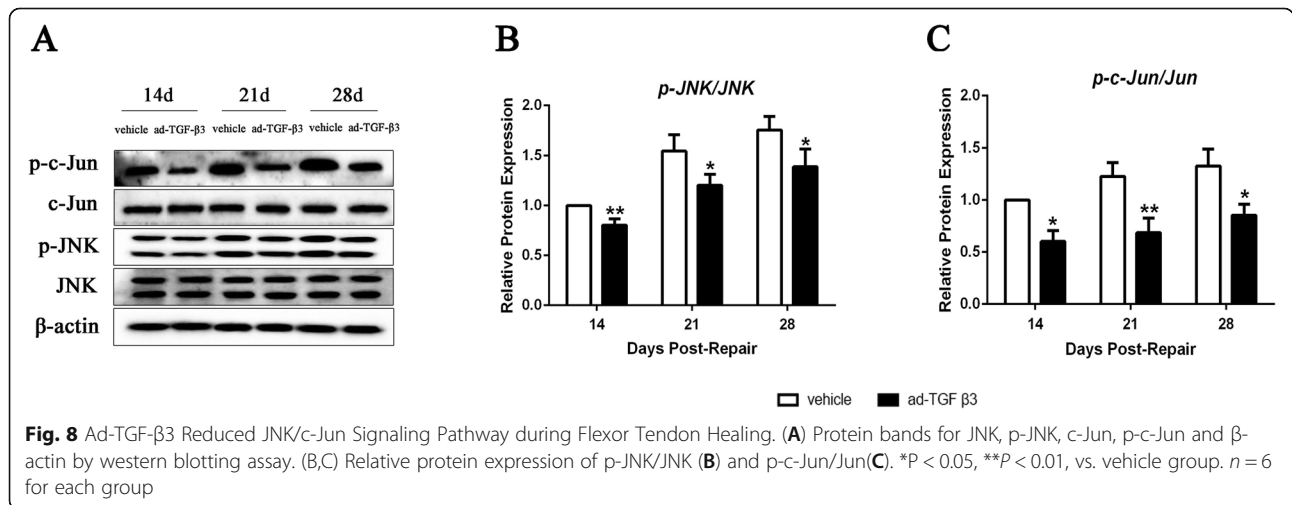 A
14d 21d 28d
vehicle ad-TGF-β3 vehicle ad-TGF-β3 vehicle ad-TGF-β3
p-c-Jun
c-Jun
p-JNK
JNK
β-actin
B
p-JNK/JNK
Relative Protein Expression
2.0
1.5
1.0
0.5
0.0
**
*
*
14 21 28
Days Post-Repair
C
p-c-Jun/Jun
Relative Protein Expression
2.0
1.5
1.0
0.5
0.0
*
**
*
14 21 28
Days Post-Repair
vehicle ad-TGF β3
Fig. 8 Ad-TGF-β3 Reduced JNK/c-Jun Signaling Pathway during Flexor Tendon Healing. (A) Protein bands for JNK, p-JNK, c-Jun, p-c-Jun and β-
actin by western blotting assay. (B,C) Relative protein expression of p-JNK/JNK (B) and p-c-Jun/Jun(C). *P < 0.05, **P < 0.01, vs. vehicle group. n = 6
for each group